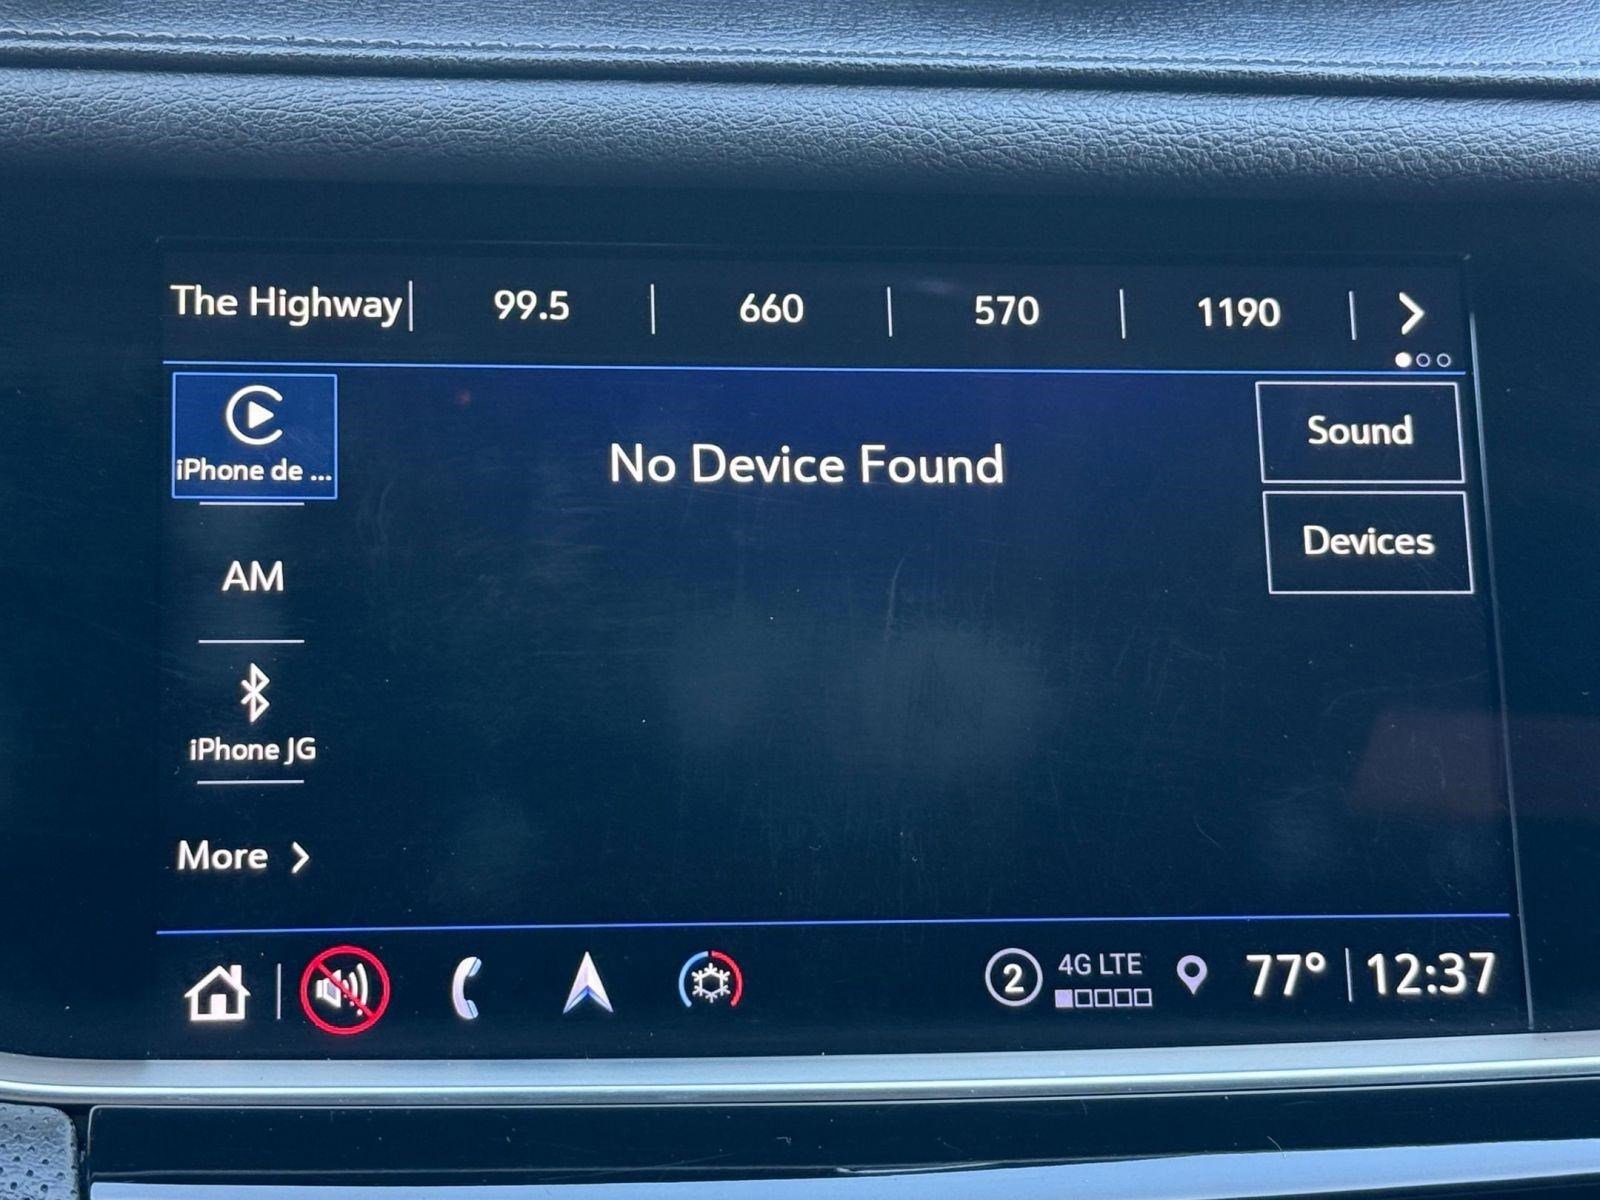 The Highway 99.5 660 570 1190
iPhone de ...
No Device Found
Sound
Devices
AM
iPhone JG
More
2 4G LTE 77° 12:37